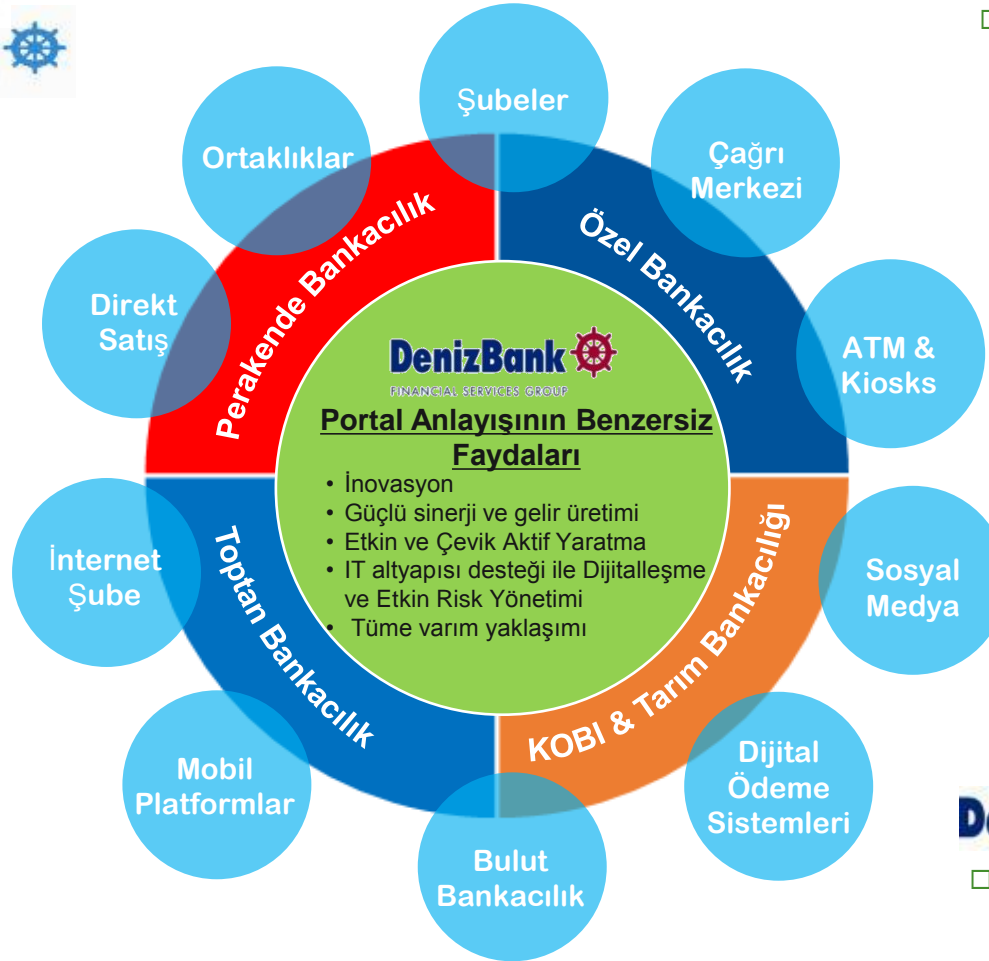 Şubeler
Ortaklıklar
Çağrı
Merkezi
Perakende Bankacılık
Özel Bankacılık
Direkt
Satış
ATM &
Kiosks
DenizBank
FINANCIAL SERVICES GROUP
Portal Anlayışının Benzersiz
Faydaları
• İnovasyon
• Güçlü sinerji ve gelir üretimi
• Etkin ve Çevik Aktif Yaratma
• IT altyapısı desteği ile Dijitalleşme
ve Etkin Risk Yönetimi
• Tüme varım yaklaşımı
İnternet
Şube
Sosyal
Medya
Toptan Bankacılık
KOBI & Tarım Bankacılığı
Mobil
Platformlar
Dijital
Ödeme
Sistemleri
Bulut
Bankacılık